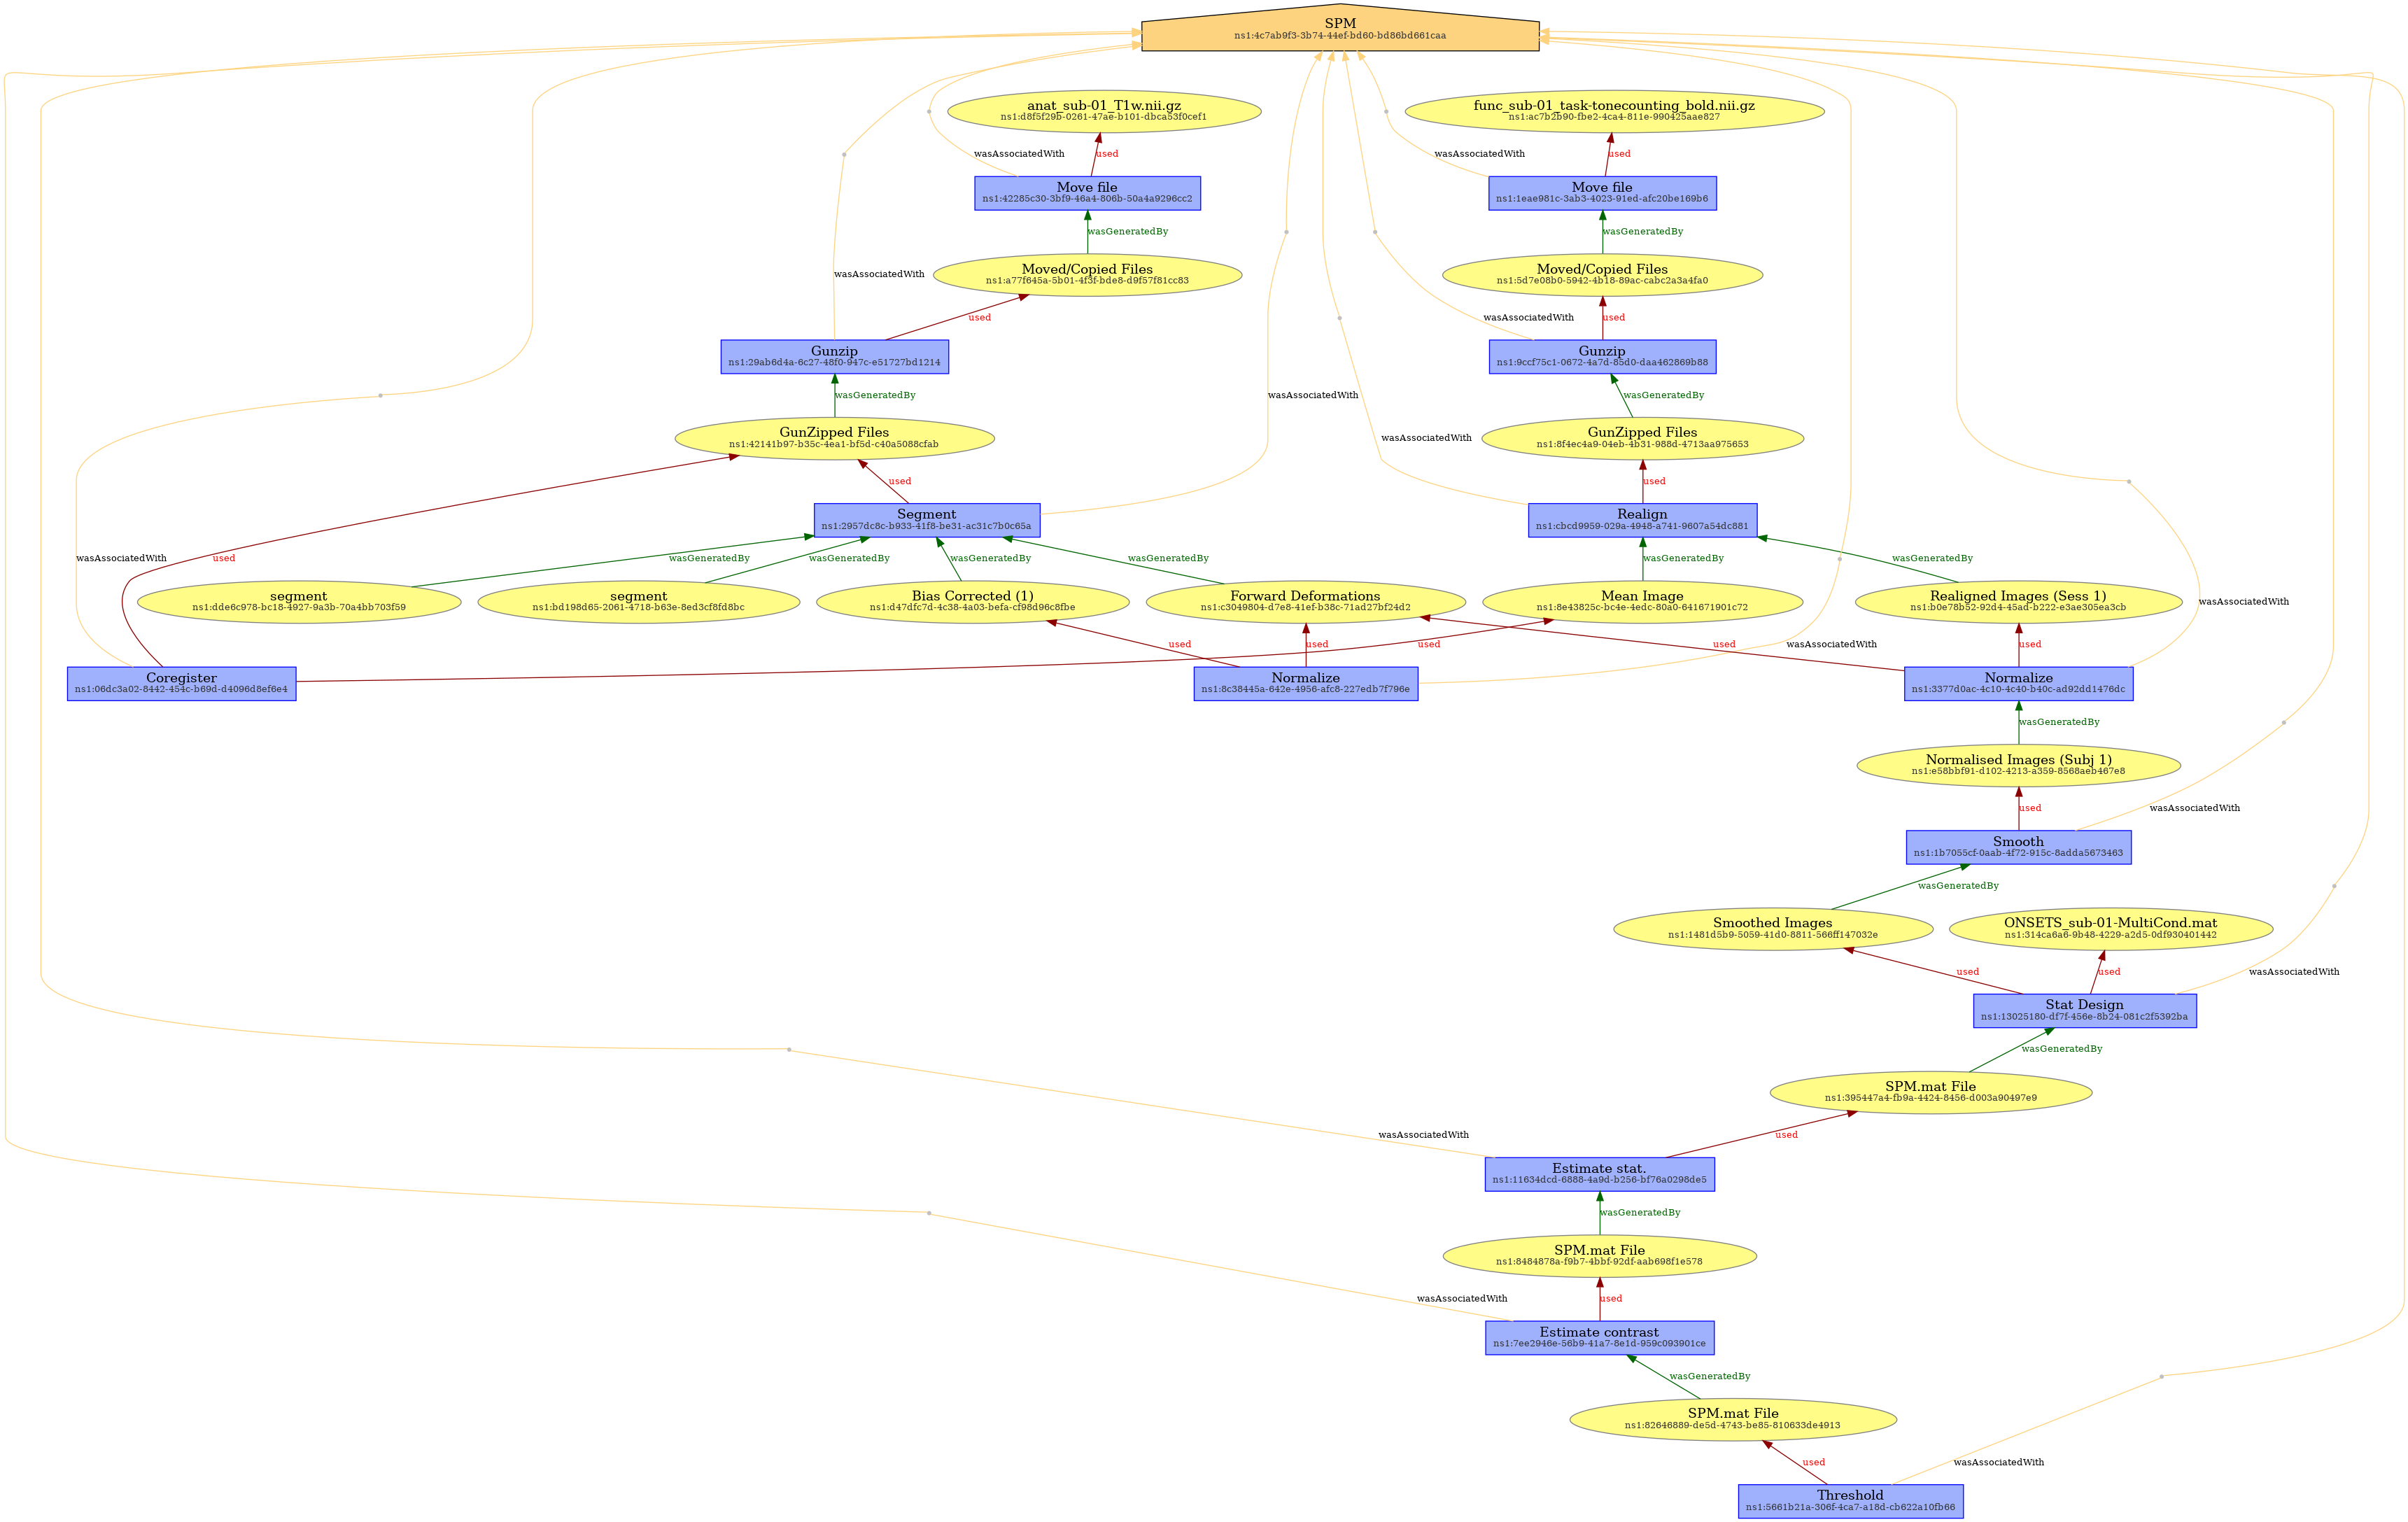 SPM
ns1:4c7ab9f3-3b74-44ef-bd60-bd86bd661caa
anat_sub-01_T1w.nii.gz
ns1:d8f5f29b-0261-47ae-b101-dbca53f0cef1
func_sub-01_task-tonecounting_bold.nii.gz
ns1:ac7b2b90-fbe2-4ca4-811e-990425aae827
wasAssociatedWith
used
wasAssociatedWith
used
Move file
ns1:42285c30-3bf9-46a4-806b-50a4a9296cc2
Move file
ns1:1eae981c-3ab3-4023-91ed-afc20be169b6
wasGeneratedBy
wasGeneratedBy
wasAssociatedWith
Moved/Copied Files
ns1:a77f645a-5b01-4f3f-bde8-d9f57f81cc83
Moved/Copied Files
ns1:5d7e08b0-5942-4b18-89ac-cabc2a3a4fa0
used
wasAssociatedWith
used
Gunzip
ns1:29ab6d4a-6c27-48f0-947c-e51727bd1214
Gunzip
ns1:9ccf75c1-0672-4a7d-85d0-daa462869b88
wasGeneratedBy
wasAssociatedWith
wasGeneratedBy
GunZipped Files
ns1:42141b97-b35c-4ea1-bf5d-c40a5088cfab
wasAssociatedWith
GunZipped Files
ns1:8f4ec4a9-04eb-4b31-988d-4713aa975653
used
used
Segment
ns1:2957dc8c-b933-41f8-be31-ac31c7b0c65a
Realign
ns1:cbcd9959-029a-4948-a741-9607a54dc881
wasAssociatedWith
used
wasGeneratedBy
wasGeneratedBy
wasGeneratedBy
wasGeneratedBy
wasGeneratedBy
wasGeneratedBy
segment
ns1:dde6c978-bc18-4927-9a3b-70a4bb703f59
segment
ns1:bd198d65-2061-4718-b63e-8ed3cf8fd8bc
Bias Corrected (1)
ns1:d47dfc7d-4c38-4a03-befa-cf98d96c8fbe
Forward Deformations
ns1:c3049804-d7e8-41ef-b38c-71ad27bf24d2
Mean Image
ns1:8e43825c-bc4e-4edc-80a0-641671901c72
Realigned Images (Sess 1)
ns1:b0e78b52-92d4-45ad-b222-e3ae305ea3cb
wasAssociatedWith
used
used
used
used
wasAssociatedWith
used
Coregister
ns1:06dc3a02-8442-454c-b69d-d4096d8ef6e4
Normalize
ns1:8c38445a-642e-4956-afc8-227edb7f796e
Normalize
ns1:3377d0ac-4c10-4c40-b40c-ad92dd1476dc
wasGeneratedBy
Normalised Images (Subj 1)
ns1:e58bbf91-d102-4213-a359-8568aeb467e8
used
wasAssociatedWith
Smooth
ns1:1b7055cf-0aab-4f72-915c-8adda5673463
wasGeneratedBy
Smoothed Images
ns1:1481d5b9-5059-41d0-8811-566ff147032e
ONSETS_sub-01-MultiCond.mat
ns1:314ca6a6-9b48-4229-a2d5-0df930401442
used
used
wasAssociatedWith
Stat Design
ns1:13025180-df7f-456e-8b24-081c2f5392ba
wasGeneratedBy
SPM.mat File
ns1:395447a4-fb9a-4424-8456-d003a90497e9
wasAssociatedWith
used
Estimate stat.
ns1:11634dcd-6888-4a9d-b256-bf76a0298de5
wasGeneratedBy
SPM.mat File
ns1:8484878a-f9b7-4bbf-92df-aab698f1e578
wasAssociatedWith
used
Estimate contrast
ns1:7ee2946e-56b9-41a7-8e1d-959c093901ce
wasGeneratedBy
SPM.mat File
ns1:82646889-de5d-4743-be85-810633de4913
used
wasAssociatedWith
Threshold
ns1:5661b21a-306f-4ca7-a18d-cb622a10fb66